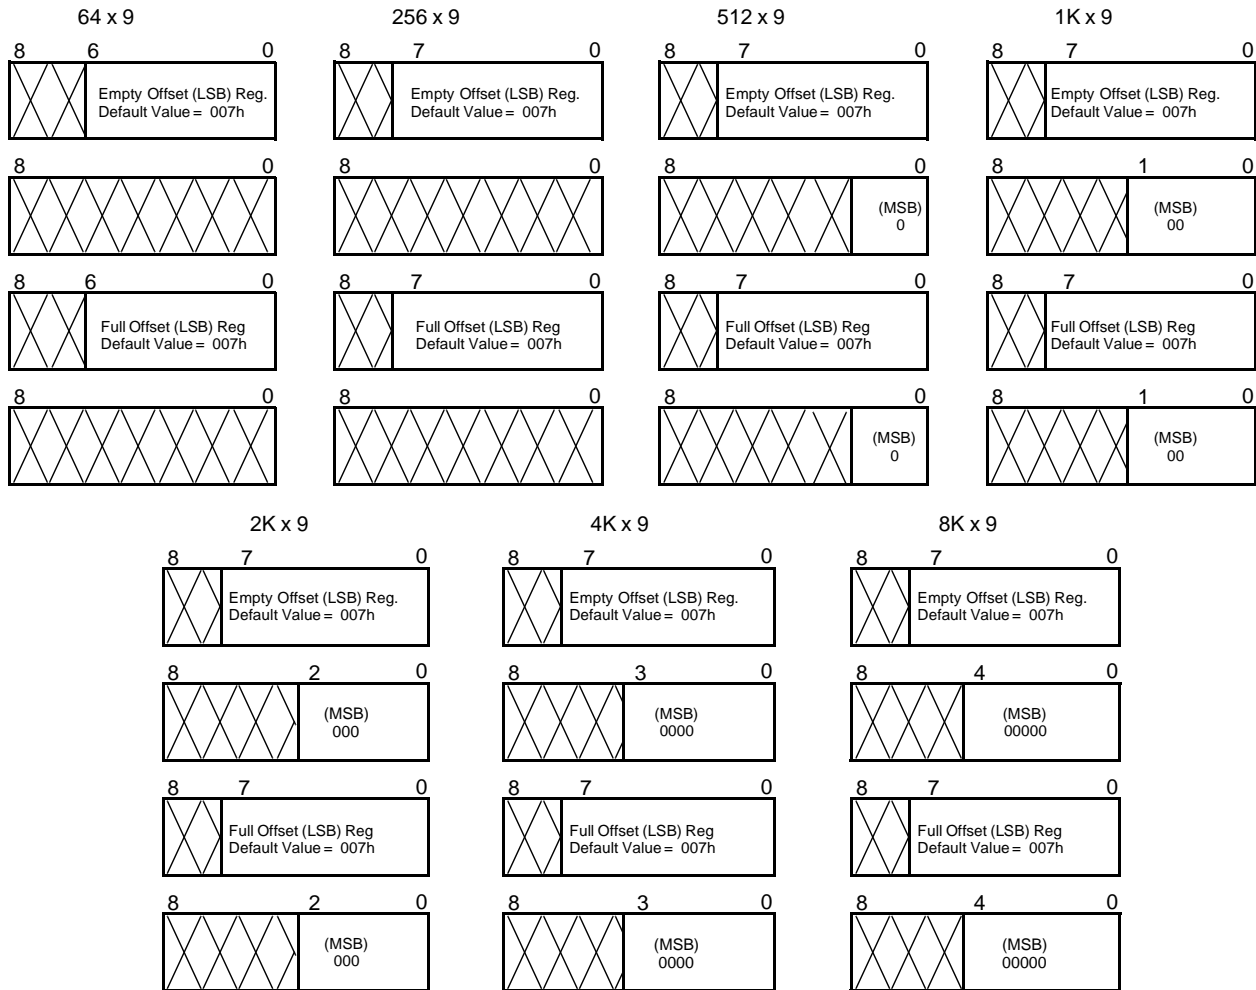 64 x 9 256 x 9 512 x 9 1K x 9
8 6 0 8 7 0 8 7 0 8 7 0
Empty Offset (LSB) Reg. Empty Offset (LSB) Reg. Empty Offset (LSB) Reg. Empty Offset (LSB) Reg.
Default Value = 007h Default Value = 007h Default Value = 007h Default Value = 007h
8 0 8 0 8 0 8 1 0
(MSB) (MSB)
0 00
8 6 0 8 7 0 8 7 0 8 7 0
Full Offset (LSB) Reg Full Offset (LSB) Reg Full Offset (LSB) Reg Full Offset (LSB) Reg
Default Value = 007h Default Value = 007h Default Value = 007h Default Value = 007h
8 0 8 0 8 0 8 1 0
(MSB) (MSB)
0 00
2K x 9 4K x 9 8K x 9
8 7 0 8 7 0 8 7 0
Empty Offset (LSB) Reg. Empty Offset (LSB) Reg. Empty Offset (LSB) Reg.
Default Value = 007h Default Value = 007h Default Value = 007h
8 2 0 8 3 0 8 4 0
(MSB) (MSB) (MSB)
000 0000 00000
8 7 0 8 7 0 8 7 0
Full Offset (LSB) Reg Full Offset (LSB) Reg Full Offset (LSB) Reg
Default Value = 007h Default Value = 007h Default Value = 007h
8 2 0 8 3 0 8 4 0
(MSB) (MSB) (MSB)
000 0000 00000